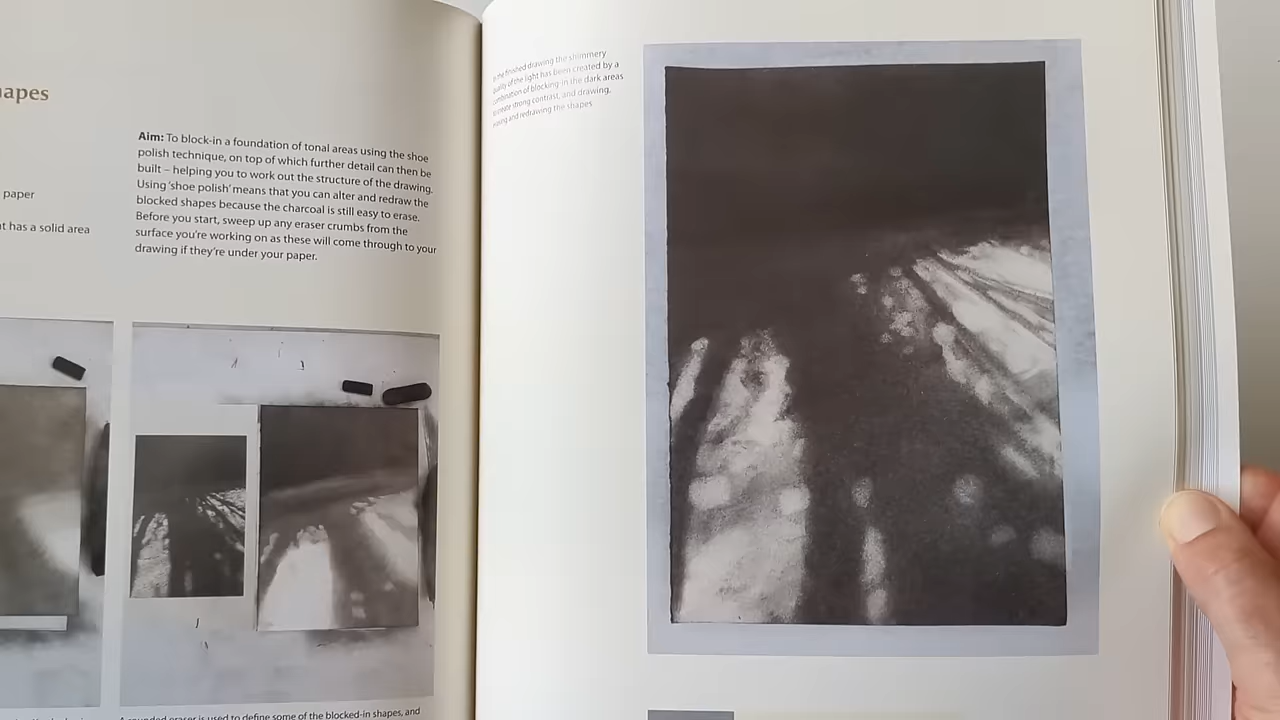 apes
paper
t has a solid area
Aim: To block-in a foundation of tonal areas using the shoe
polish technique, on top of which further detail can then be
built – helping you to work out the structure of the drawing.
Using 'shoe polish' means that you can alter and redraw the
blocked shapes because the charcoal is still easy to erase.
Before you start, sweep up any eraser crumbs from the
surface you're working on as these will come through to your
drawing if they're under your paper.
A rounded eraser is used to define some of the blocked-in shapes, and
In the finished drawing the shimmery
quality of the light has been created by a
combination of blocking-in the dark areas
to create strong contrast, and drawing,
and redrawing the shapes